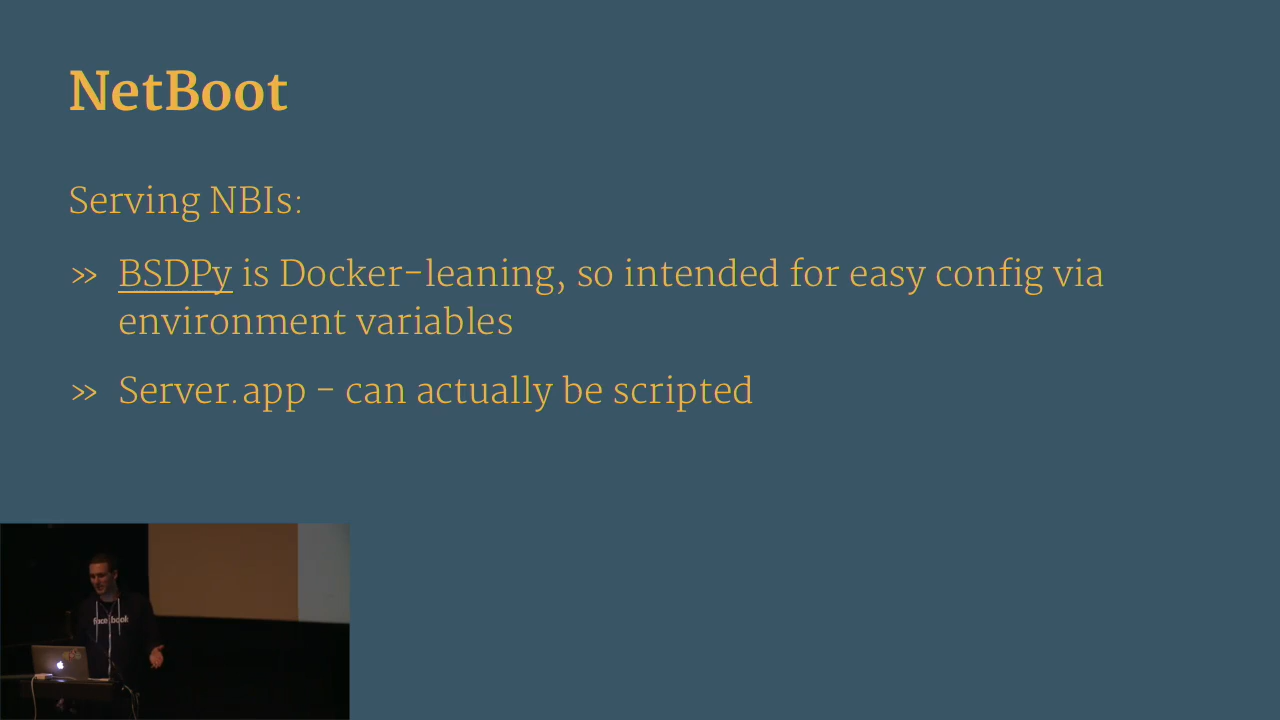 NetBoot
Serving NBIs:
» BSDPy is Docker-leaning, so intended for easy config via
environment variables
» Server.app - can actually be scripted
facebook